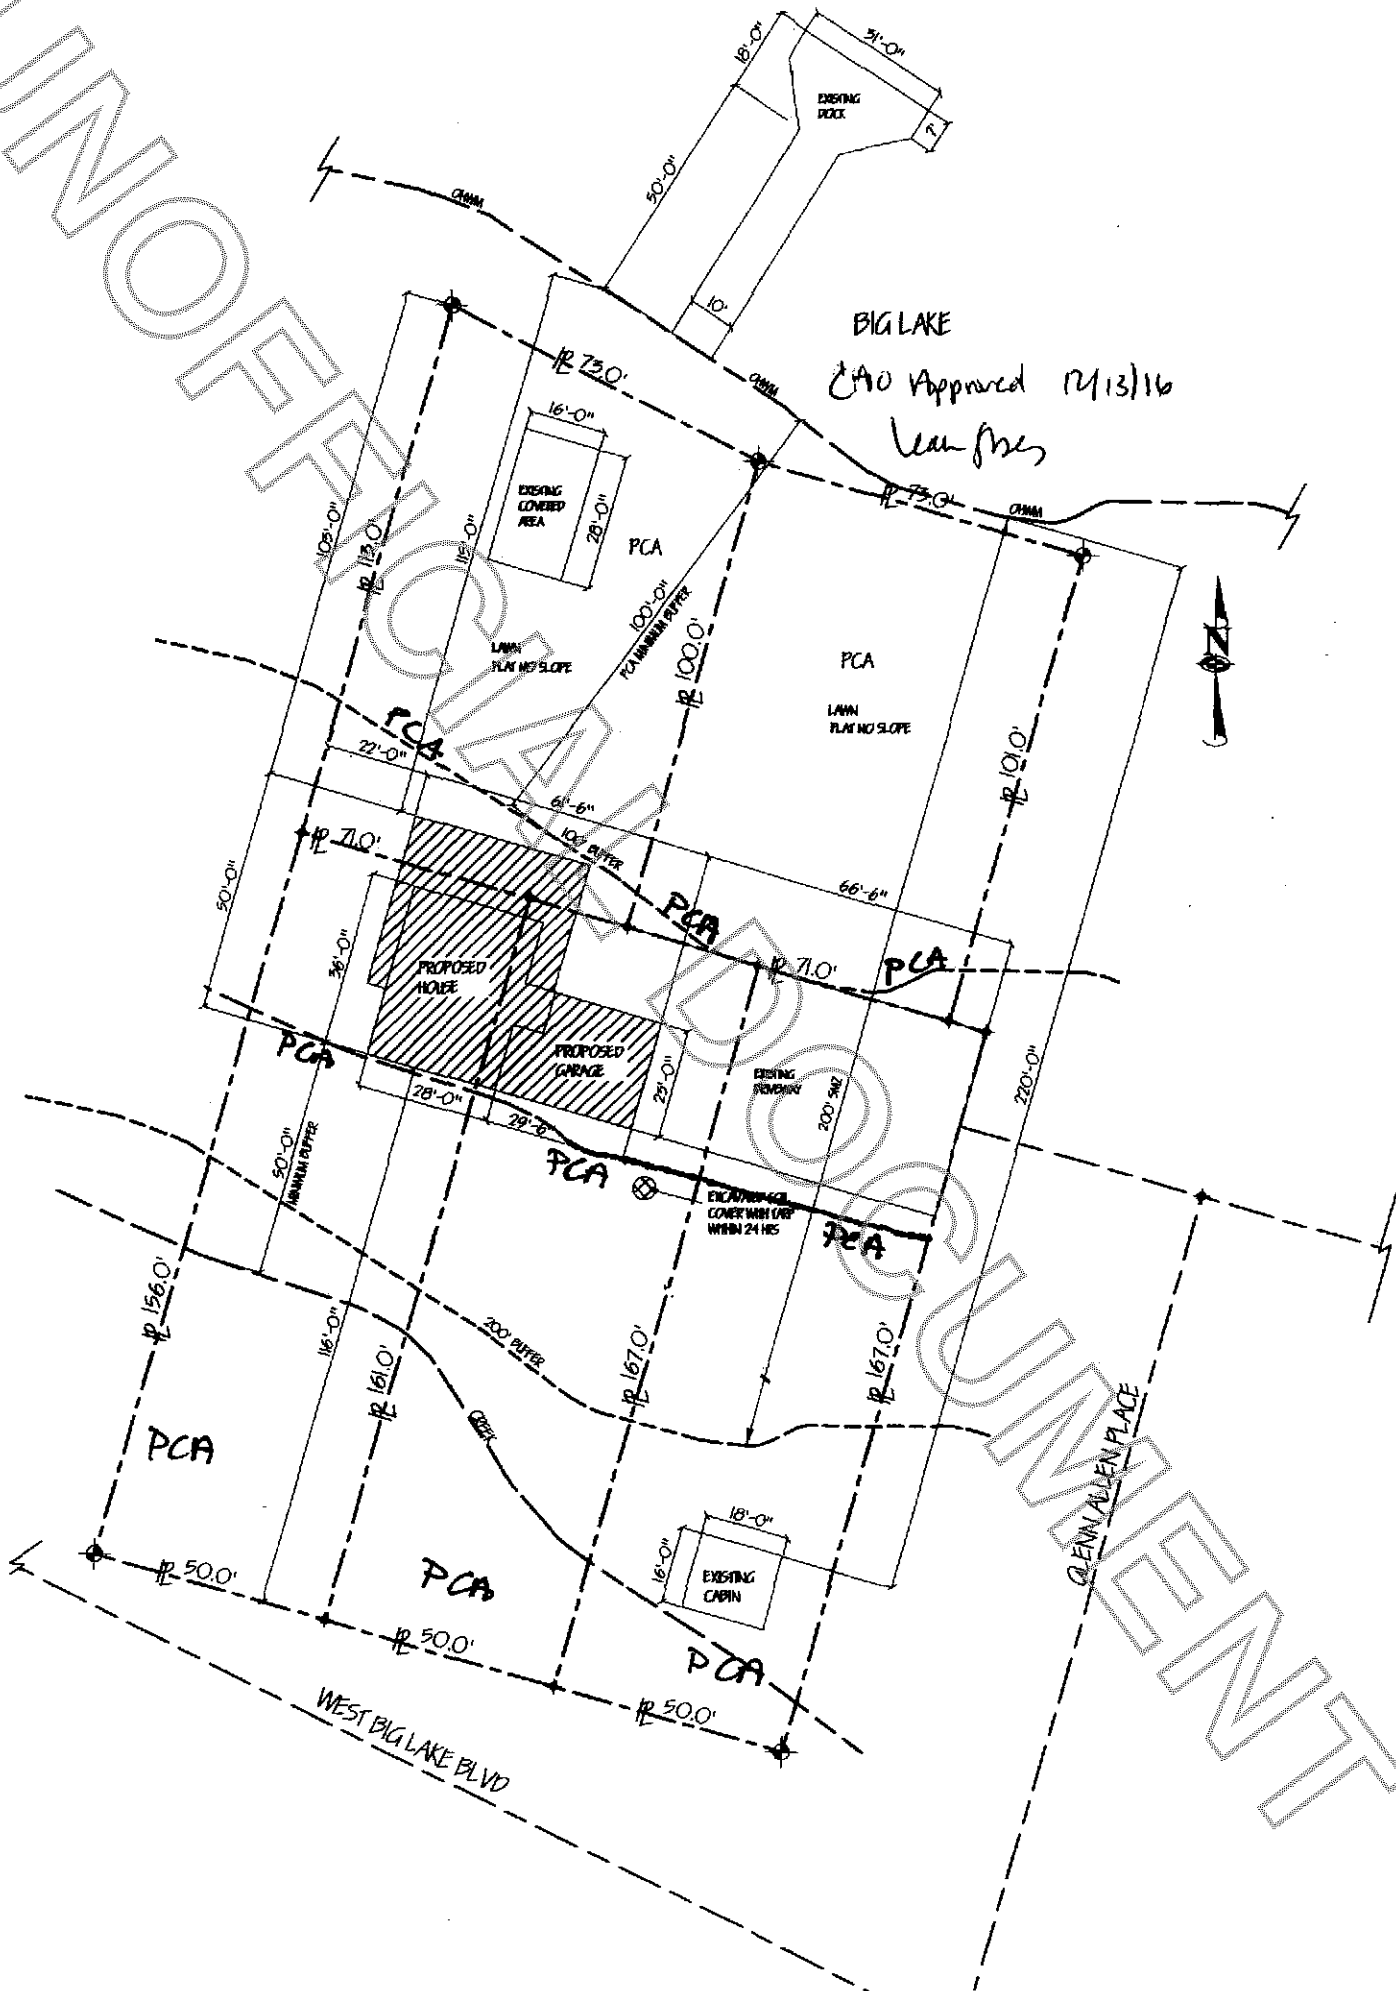 UNOFFICIAL DOCUMENT
18'-0"
31'-0"
EXISTING
DOCK
7'
50'-0"
OHWM
10'
BIG LAKE
CAO Approved 12/13/16
PL 73.0'
OHWM
16'-0"
EXISTING
COVERED
AREA
28'-0"
PCA
PL 73.0'
OHWM
105'-0"
PL 113.0'
115'-0"
100'-0"
PCA MINIMUM BUFFER
LAWN
FLAT NO SLOPE
PL 100.0'
PCA
LAWN
FLAT NO SLOPE
N
PL 101.0'
PCA
22'-0"
61'-6"
100' BUFFER
PL 71.0'
66'-6"
50'-0"
PCA
36'-0"
PROPOSED
HOUSE
PL 71.0'
PCA
PCA
PROPOSED
GARAGE
25'-0"
EXISTING
DRIVEWAY
200' SMZ
220'-0"
28'-0"
29'-6"
PCA
50'-0"
MINIMUM BUFFER
COVER WITH TARP
WITHIN 24 HRS
PCA
PL 156.0'
116'-0"
200' BUFFER
PL 161.0'
PL 167.0'
PL 167.0'
CREEK
PCA
GLENN ALLEN PLACE
18'-0"
16'-0"
EXISTING
CABIN
PL 50.0'
PCA
PL 50.0'
PCA
PL 50.0'
WEST BIG LAKE BLVD